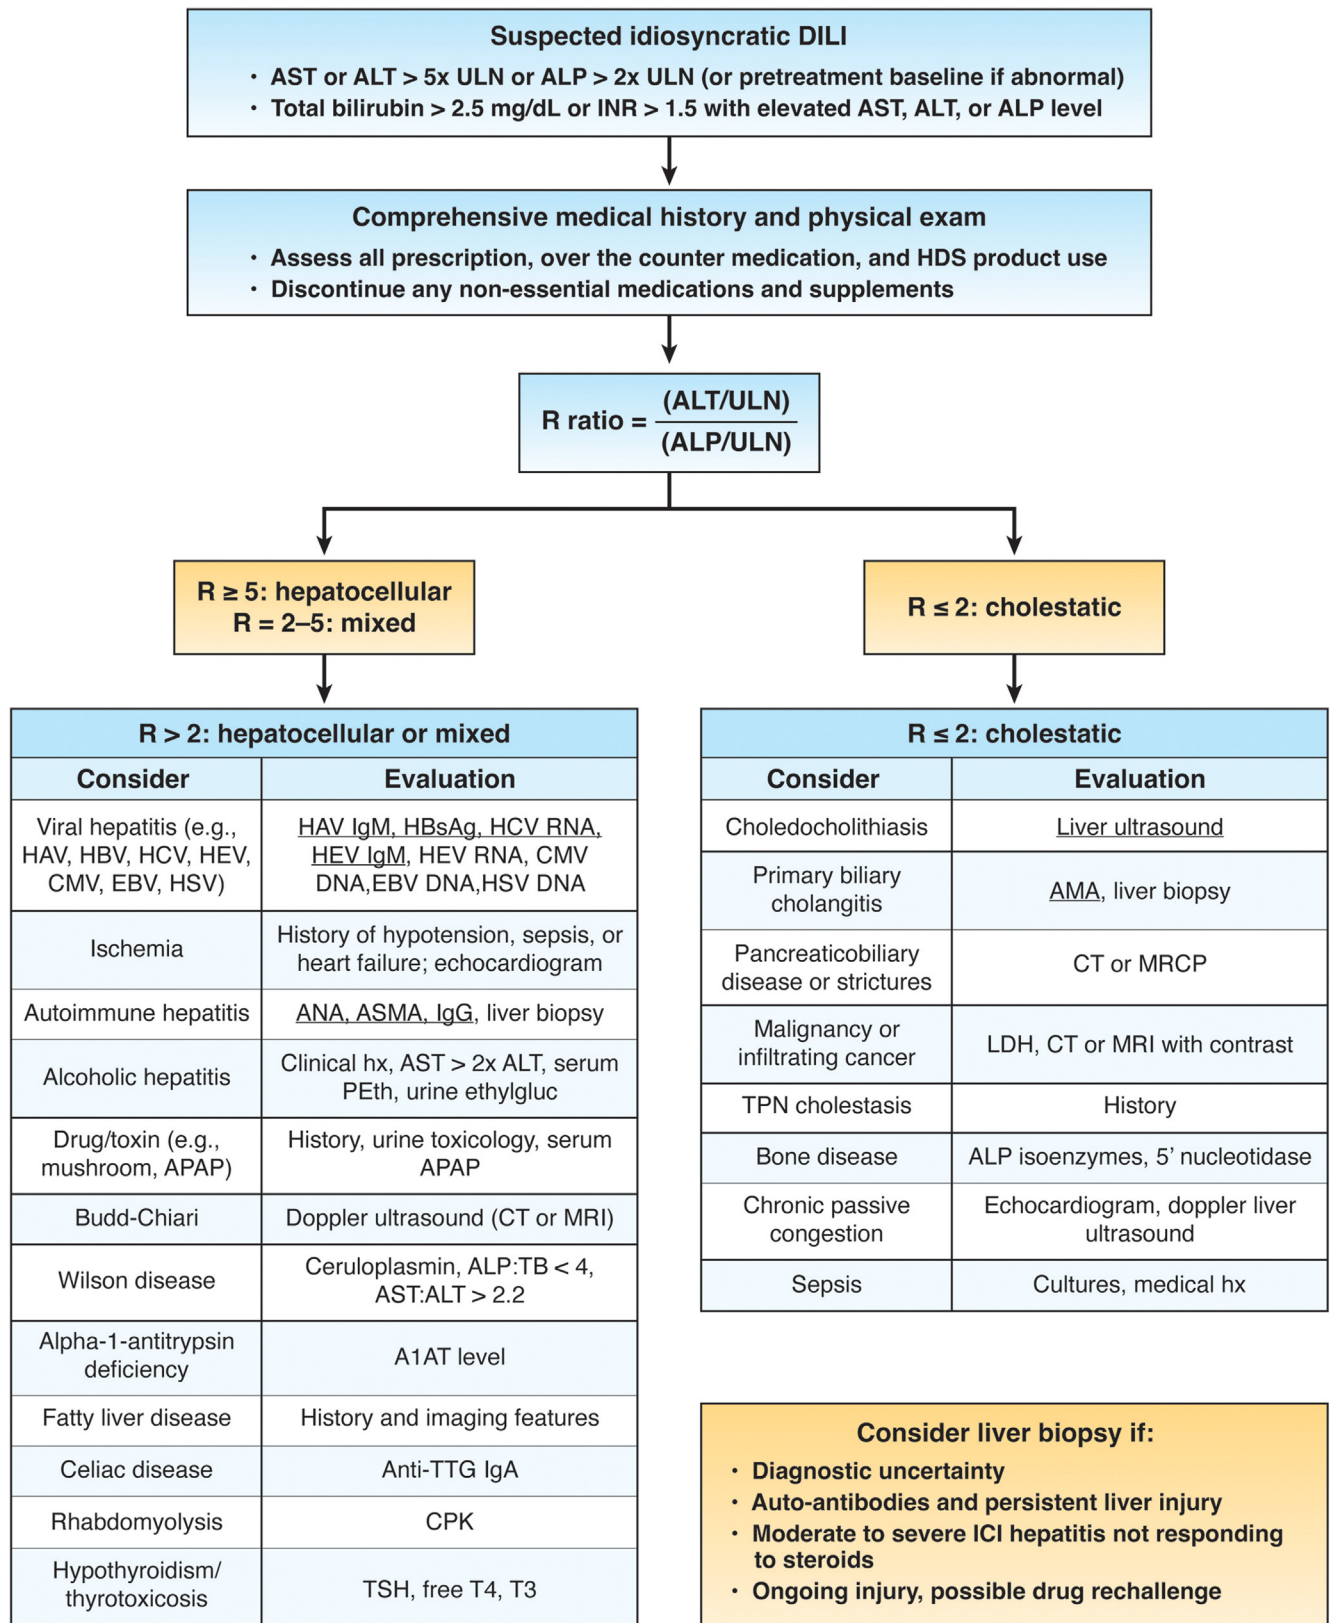 Suspected idiosyncratic DILI
• AST or ALT > 5x ULN or ALP > 2x ULN (or pretreatment baseline if abnormal)
• Total bilirubin > 2.5 mg/dL or INR > 1.5 with elevated AST, ALT, or ALP level
Comprehensive medical history and physical exam
• Assess all prescription, over the counter medication, and HDS product use
• Discontinue any non-essential medications and supplements
R ratio = (ALT/ULN)
(ALP/ULN)
R ≥ 5: hepatocellular
R = 2–5: mixed
R ≤ 2: cholestatic
R > 2: hepatocellular or mixed
Consider Evaluation
Viral hepatitis (e.g.,
HAV, HBV, HCV, HEV,
CMV, EBV, HSV)
HAV IgM, HBsAg, HCV RNA,
HEV IgM, HEV RNA, CMV
DNA,EBV DNA,HSV DNA
Ischemia
History of hypotension, sepsis, or
heart failure; echocardiogram
Autoimmune hepatitis
ANA, ASMA, IgG, liver biopsy
Alcoholic hepatitis
Clinical hx, AST > 2x ALT, serum
PEth, urine ethylgluc
Drug/toxin (e.g.,
mushroom, APAP)
History, urine toxicology, serum
APAP
Budd-Chiari
Doppler ultrasound (CT or MRI)
Wilson disease
Ceruloplasmin, ALP:TB < 4,
AST:ALT > 2.2
Alpha-1-antitrypsin
deficiency
A1AT level
Fatty liver disease
History and imaging features
Celiac disease
Anti-TTG IgA
Rhabdomyolysis
CPK
Hypothyroidism/
thyrotoxicosis
TSH, free T4, T3
R ≤ 2: cholestatic
Consider Evaluation
Choledocholithiasis
Liver ultrasound
Primary biliary
cholangitis
AMA, liver biopsy
Pancreaticobiliary
disease or strictures
CT or MRCP
Malignancy or
infiltrating cancer
LDH, CT or MRI with contrast
TPN cholestasis
History
Bone disease
ALP isoenzymes, 5’ nucleotidase
Chronic passive
congestion
Echocardiogram, doppler liver
ultrasound
Sepsis
Cultures, medical hx
Consider liver biopsy if:
• Diagnostic uncertainty
• Auto-antibodies and persistent liver injury
• Moderate to severe ICI hepatitis not responding
to steroids
• Ongoing injury, possible drug rechallenge